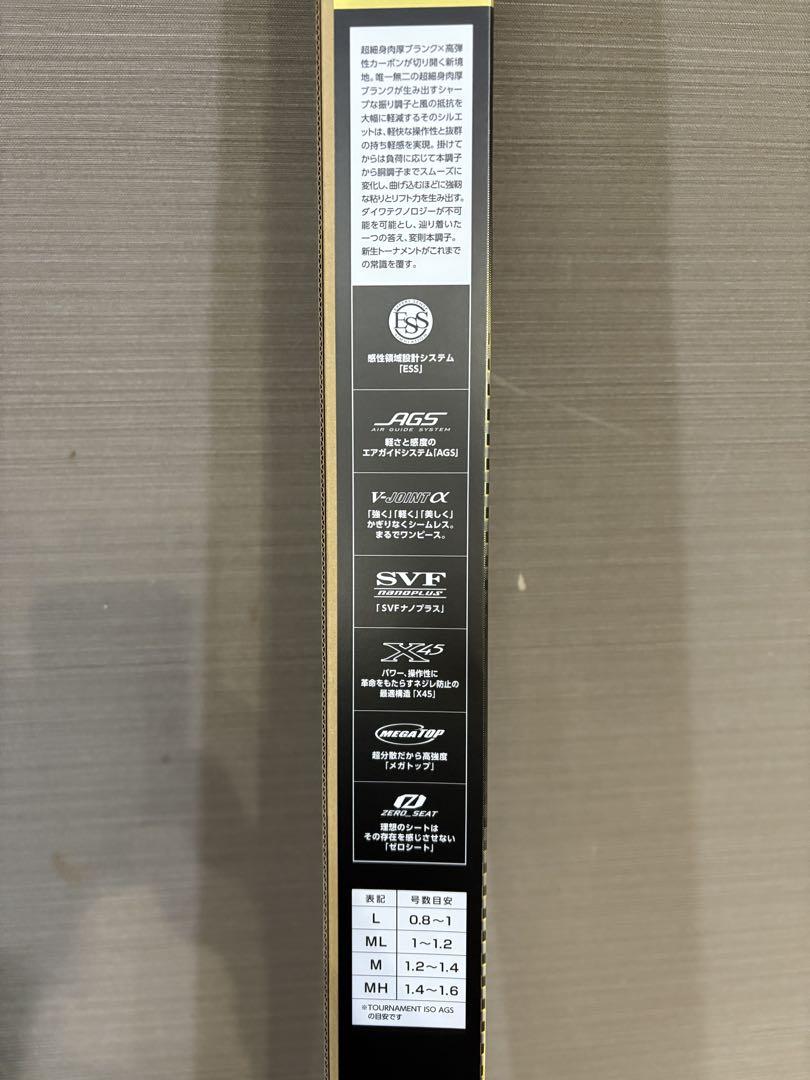 超細身肉厚ブランク×高弾
性カーボンが切り開く新境
地。唯一無二の超細身肉厚
ブランクが生み出すシャー
プな振り調子と風の抵抗を
大幅に軽減するそのシルエ
ットは、軽快な操作性と抜群
の持ち軽感を実現。掛けて
からは負荷に応じて本調子
から胴調子までスムーズに
変化し、曲げ込むほどに強靭
な粘りとリフト力を生み出す。
ダイワテクノロジーが不可
能を可能とし、辿り着いた
一つの答え、変則本調子。
新生トーナメントがこれまで
の常識を覆す。
ESS
感性領域設計システム
「ESS」
AGS
AIR GUIDE SYSTEM
軽さと感度の
エアガイドシステム「AGS」
V-JOINT α
「強く」「軽く」「美しく」
かぎりなくシームレス。
まるでワンピース。
SVF
nanoPLUS
「SVFナノプラス」
X45
パワー、操作性に
革命をもたらすネジレ防止の
最適構造「X45」
MEGATOP
超分散だから高強度
「メガトップ」
ZERO_SEAT
理想のシートは
その存在を感じさせない
「ゼロシート」
表記 号数目安
L 0.8～1
ML 1～1.2
M 1.2～1.4
MH 1.4～1.6
※TOURNAMENT ISO AGS
の目安です